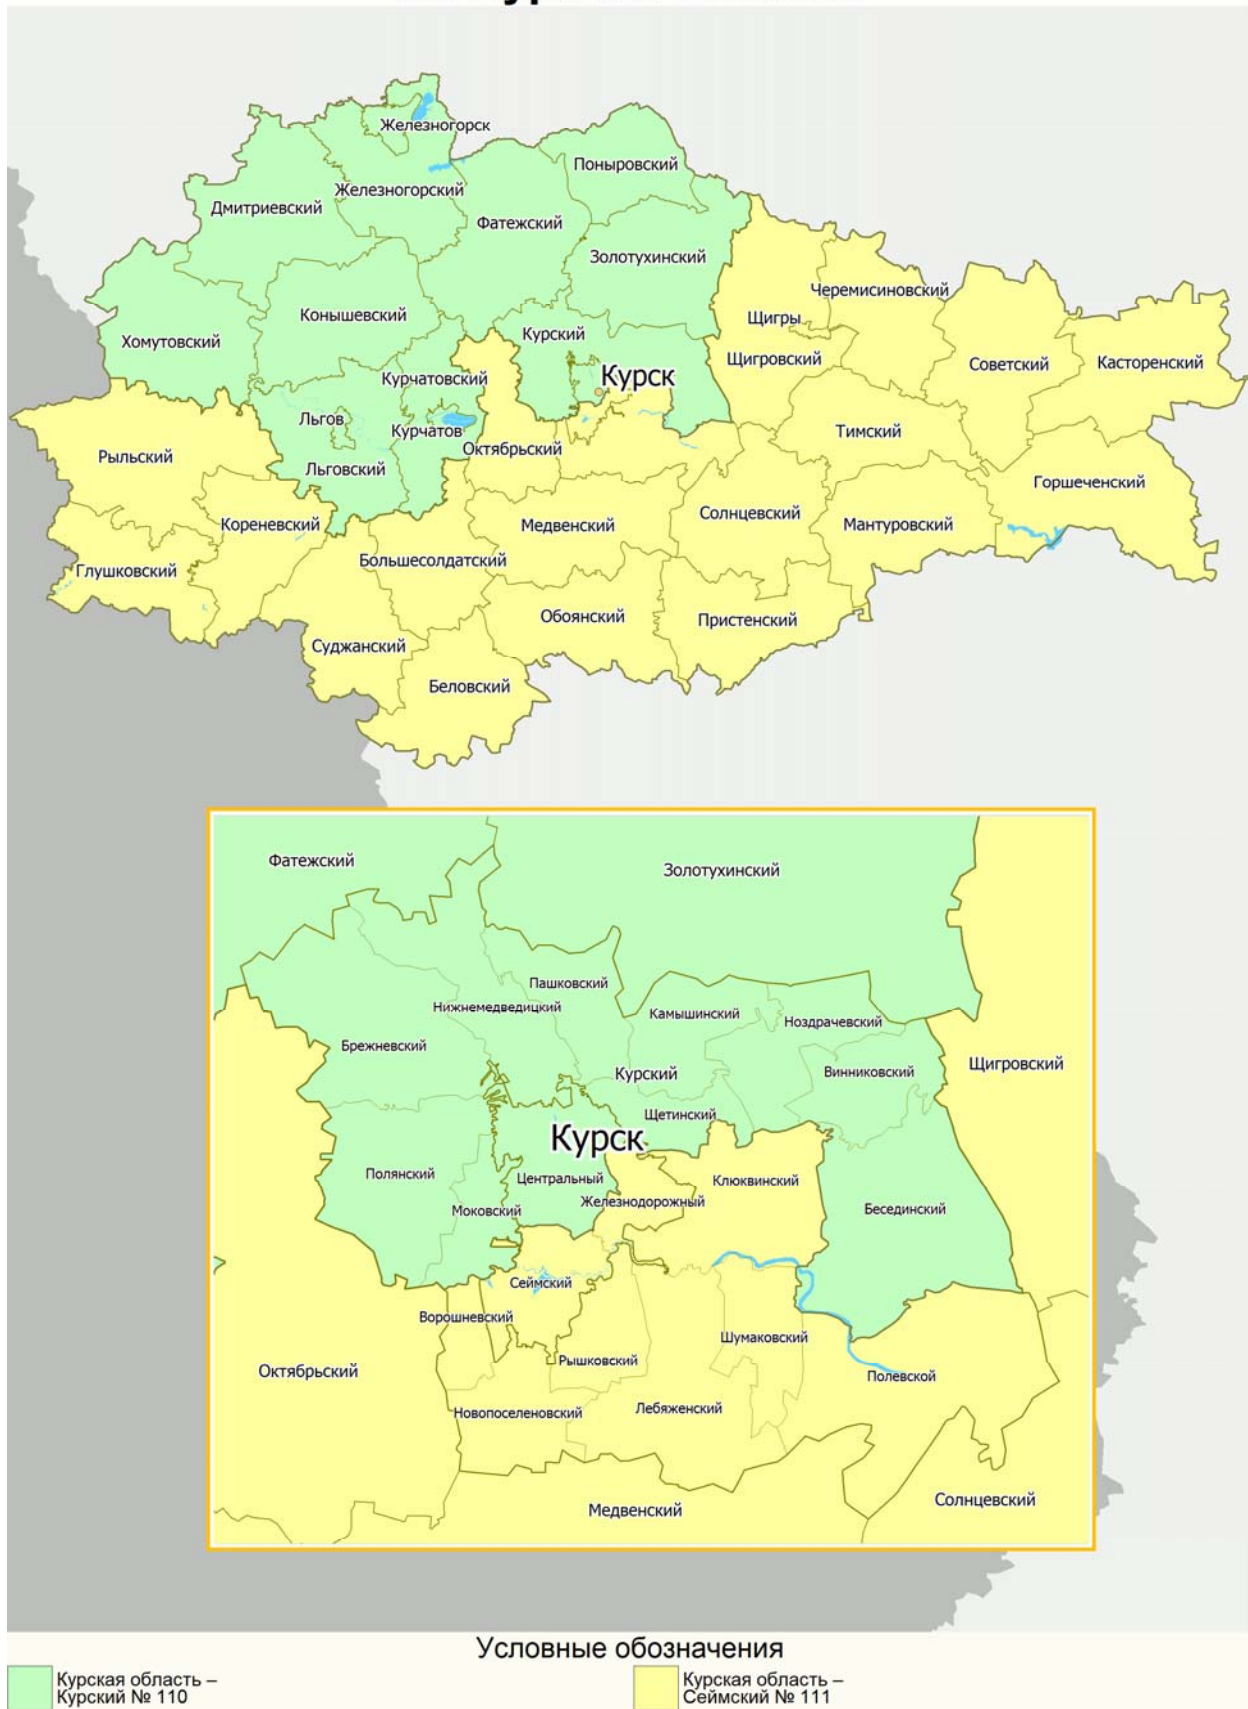 Железногорск
Поныровский
Железногорский
Дмитриевский
Фатежский
Золотухинский
Черемисиновский
Конышевский
Щигры
Курский
Хомутовский
Щигровский
Советский
Касторенский
Курск
Курчатовский
Льгов
Курчатов
Тимский
Октябрьский
Рыльский
Льговский
Горшеченский
Солнцевский
Кореневский
Медвенский
Мантуровский
Большесолдатский
Глушковский
Обоянский
Пристенский
Суджанский
Беловский
Фатежский
Золотухинский
Пашковский
Нижнемедведицкий
Камышинский
Ноздрачевский
Брежневский
Щигровский
Курский
Винниковский
Щетинский
Курск
Полянский
Центральный
Клюквинский
Железнодорожный
Моковский
Бесединский
Сеймский
Ворошневский
Шумаковский
Рышковский
Октябрьский
Полевской
Новопоселеновский
Лебяженский
Солнцевский
Медвенский
Условные обозначения
Курская область –
Курский № 110
Курская область –
Сеймский № 111